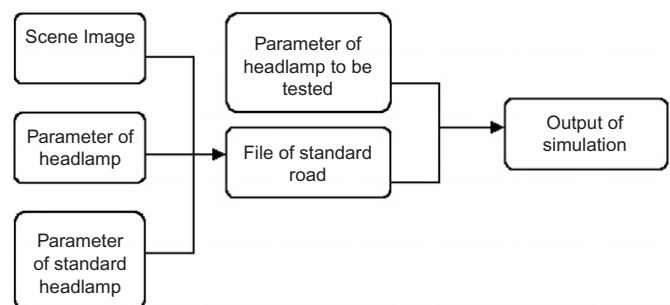 Scene Image
Parameter of
headlamp
Parameter
of standard
headlamp
Parameter of
headlamp to be
tested
File of standard
road
Output of
simulation